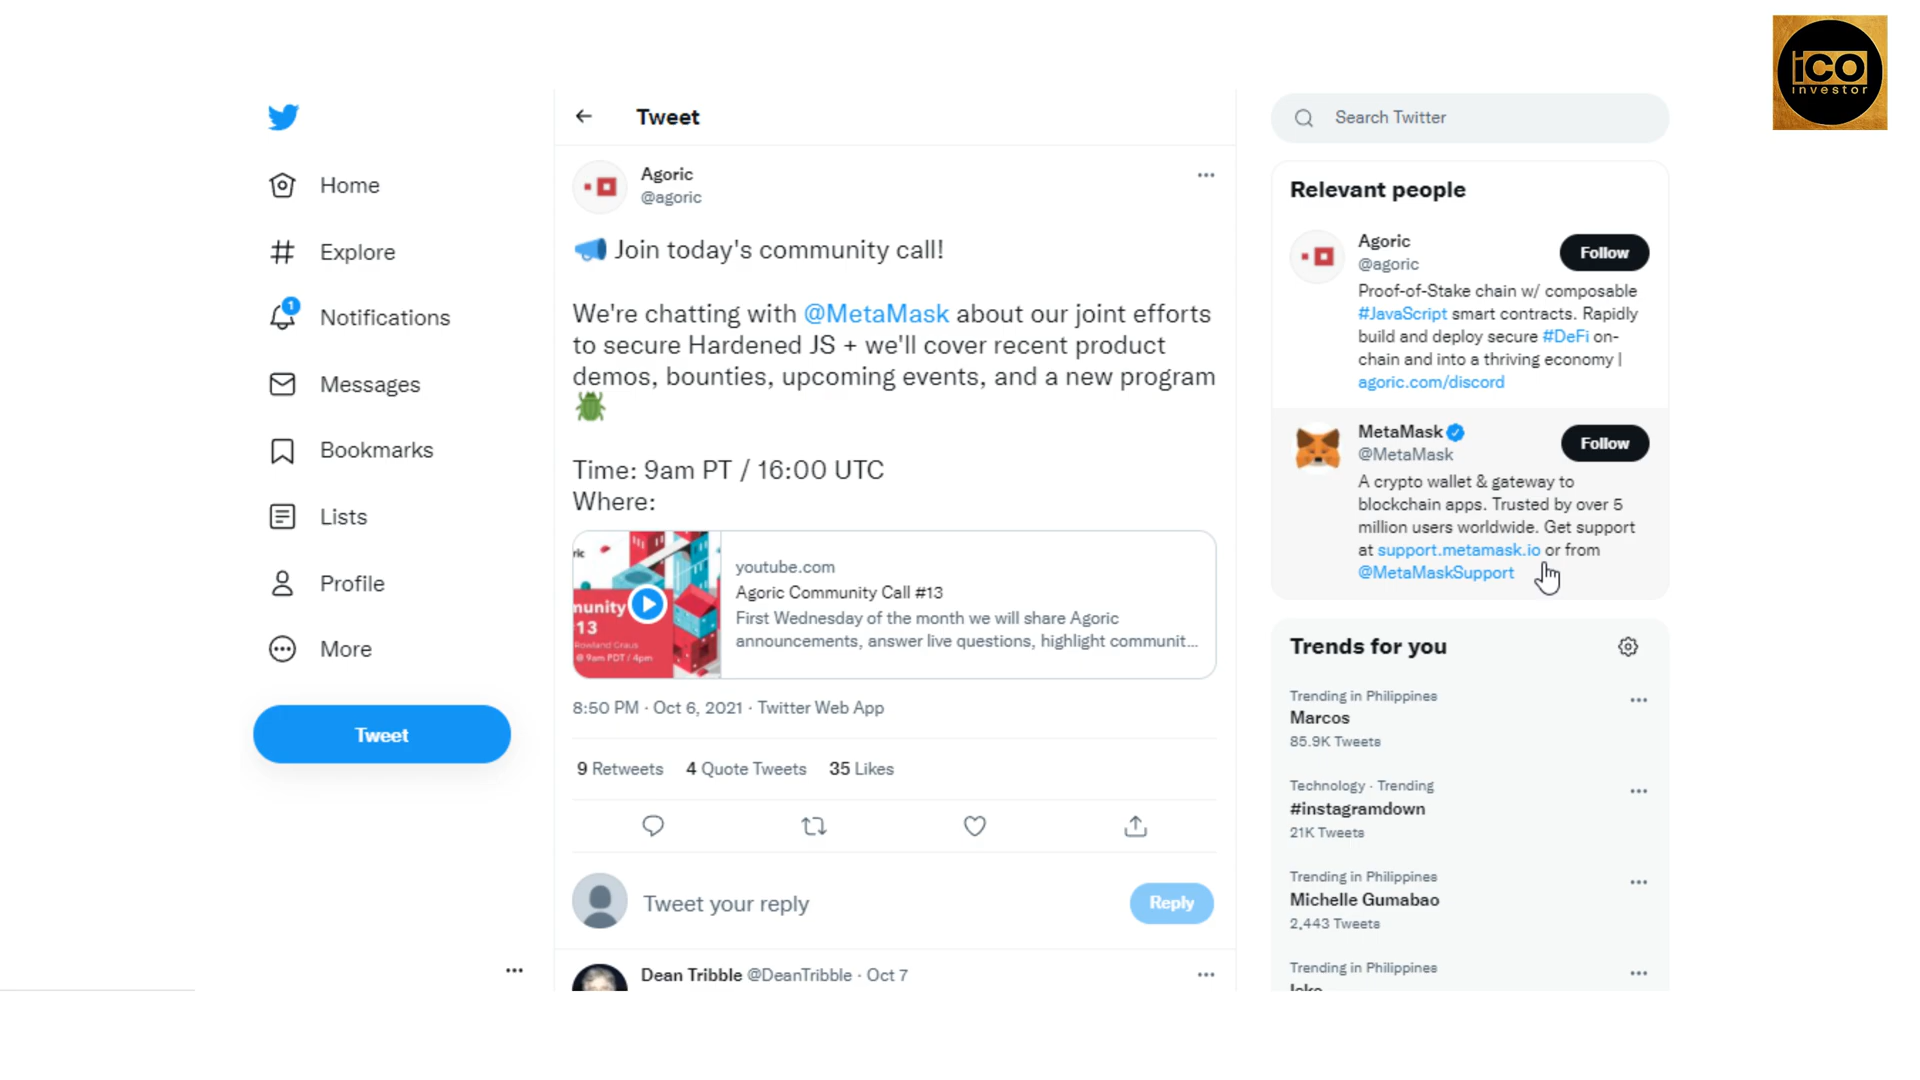 iCO
investor
Home
Explore
1
Notifications
Messages
Bookmarks
Lists
Profile
More
Tweet
Tweet
Agoric
@agoric
Join today's community call!
We're chatting with @MetaMask about our joint efforts
to secure Hardened JS + we'll cover recent product
demos, bounties, upcoming events, and a new program
Time: 9am PT / 16:00 UTC
Where:
ric
munity
13
Rowland Graus
@ 9am PDT / 4pm
youtube.com
Agoric Community Call #13
First Wednesday of the month we will share Agoric
announcements, answer live questions, highlight communit...
8:50 PM · Oct 6, 2021 · Twitter Web App
9 Retweets 4 Quote Tweets 35 Likes
Tweet your reply
Reply
Dean Tribble @DeanTribble · Oct 7
Search Twitter
Relevant people
Agoric
@agoric
Follow
Proof-of-Stake chain w/ composable
#JavaScript smart contracts. Rapidly
build and deploy secure #DeFi on-
chain and into a thriving economy |
agoric.com/discord
MetaMask
@MetaMask
Follow
A crypto wallet & gateway to
blockchain apps. Trusted by over 5
million users worldwide. Get support
at support.metamask.io or from
@MetaMaskSupport
Trends for you
Trending in Philippines
Marcos
85.9K Tweets
Technology · Trending
#instagramdown
21K Tweets
Trending in Philippines
Michelle Gumabao
2,443 Tweets
Trending in Philippines